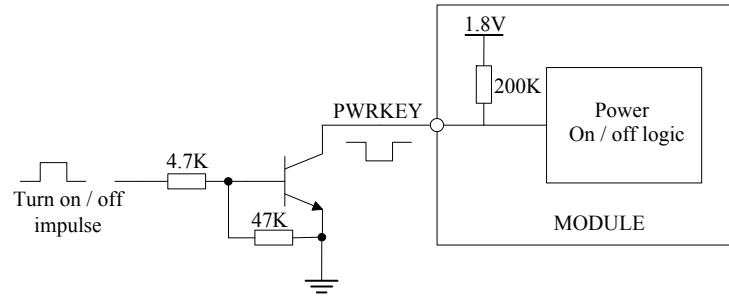 1.8V
200K
PWRKEY
Power
On / off logic
4.7K
Turn on / off
impulse
47K
MODULE